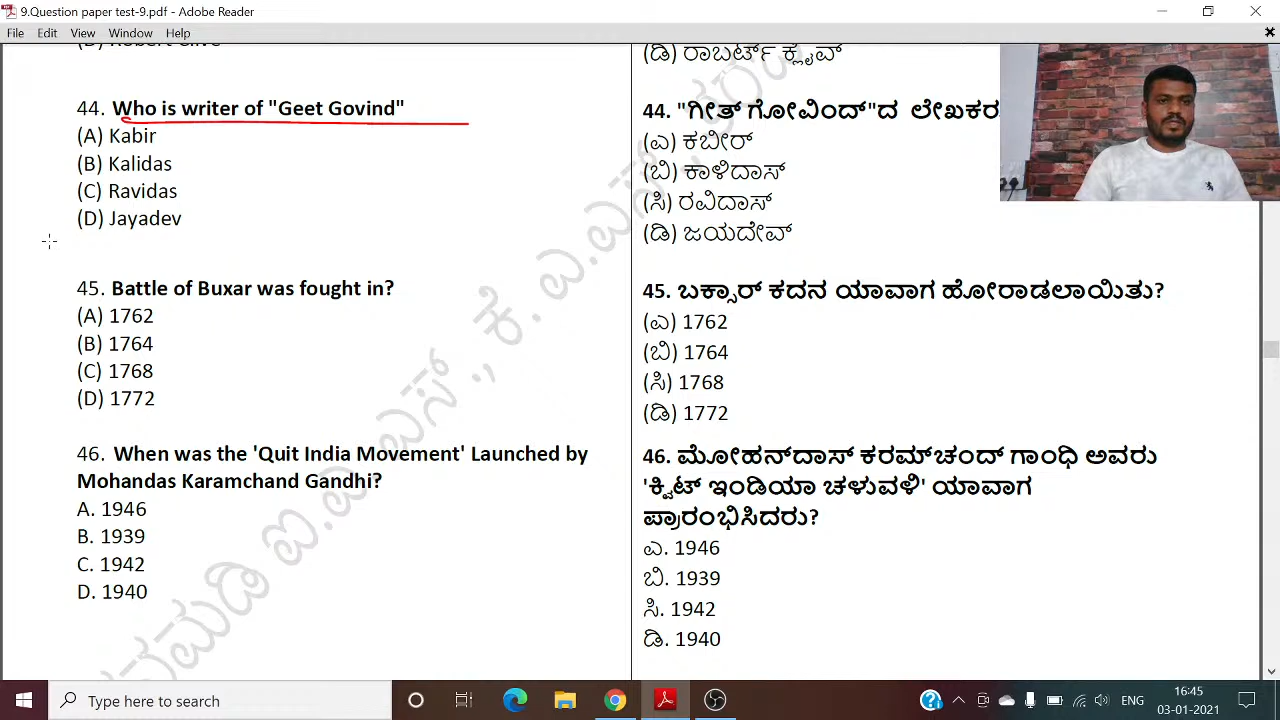 9.Question paper test-9.pdf - Adobe Reader
File Edit View Window Help
44. Who is writer of "Geet Govind"
(A) Kabir
(B) Kalidas
(C) Ravidas
(D) Jayadev
45. Battle of Buxar was fought in?
(A) 1762
(B) 1764
(C) 1768
(D) 1772
46. When was the 'Quit India Movement' Launched by
Mohandas Karamchand Gandhi?
A. 1946
B. 1939
C. 1942
D. 1940
(ಡಿ) ರಾಬರ್ಟ್ ಕ್ಲೈವ್
44. "ಗೀತ್ ಗೋವಿಂದ್"ದ ಲೇಖಕರ
(ಎ) ಕಬೀರ್
(ಬಿ) ಕಾಳಿದಾಸ್
(ಸಿ) ರವಿದಾಸ್
(ಡಿ) ಜಯದೇವ್
45. ಬಕ್ಸಾರ್ ಕದನ ಯಾವಾಗ ಹೋರಾಡಲಾಯಿತು?
(ಎ) 1762
(ಬಿ) 1764
(ಸಿ) 1768
(ಡಿ) 1772
46. ಮೋಹನ್‌ದಾಸ್ ಕರಮ್‌ಚಂದ್ ಗಾಂಧಿ ಅವರು
'ಕ್ವಿಟ್ ಇಂಡಿಯಾ ಚಳುವಳಿ' ಯಾವಾಗ
ಪ್ರಾರಂಭಿಸಿದರು?
ಎ. 1946
ಬಿ. 1939
ಸಿ. 1942
ಡಿ. 1940
Type here to search
ENG
16:45
03-01-2021